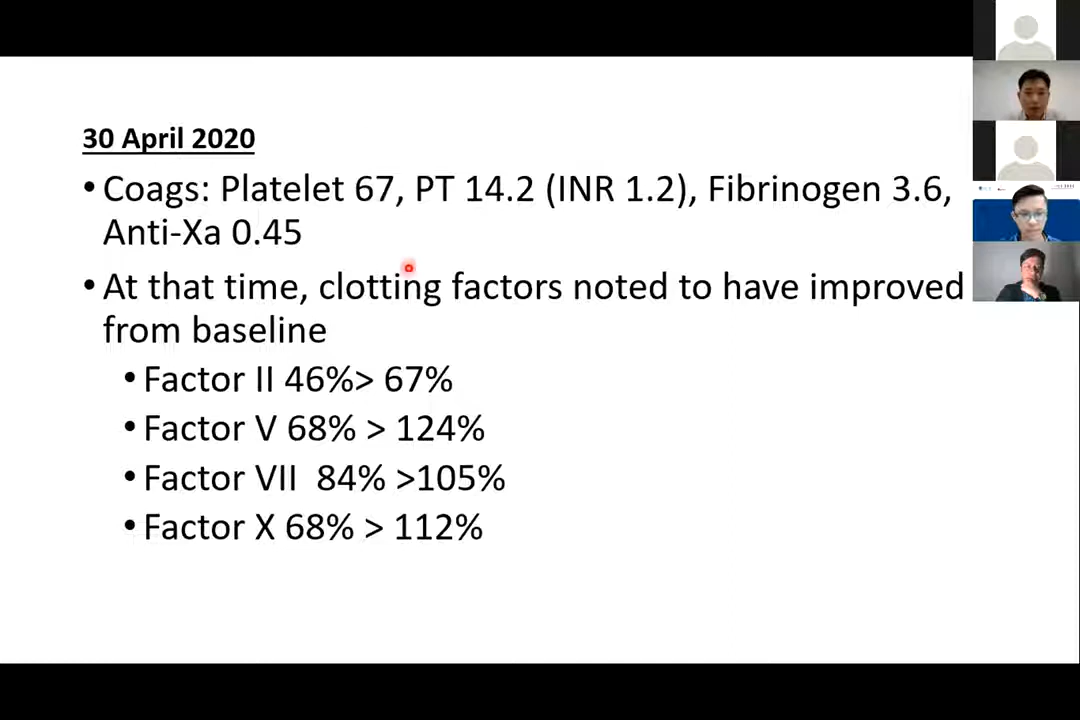 30 April 2020
• Coags: Platelet 67, PT 14.2 (INR 1.2), Fibrinogen 3.6,
Anti-Xa 0.45
• At that time, clotting factors noted to have improved
from baseline
• Factor II 46%> 67%
• Factor V 68% > 124%
• Factor VII  84% >105%
• Factor X 68% > 112%